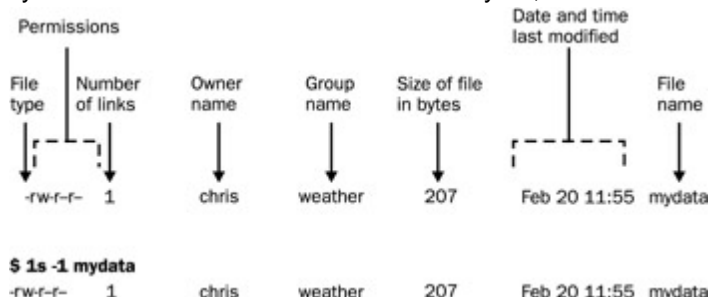 Permissions
Date and time
last modified
File
type
Number
of links
Owner
name
Group
name
Size of file
in bytes
File
name
-rw-r–r– 1 chris weather 207 Feb 20 11:55 mydata
$ 1s -1 mydata
-rw-r–r– 1 chris weather 207 Feb 20 11:55 mydata